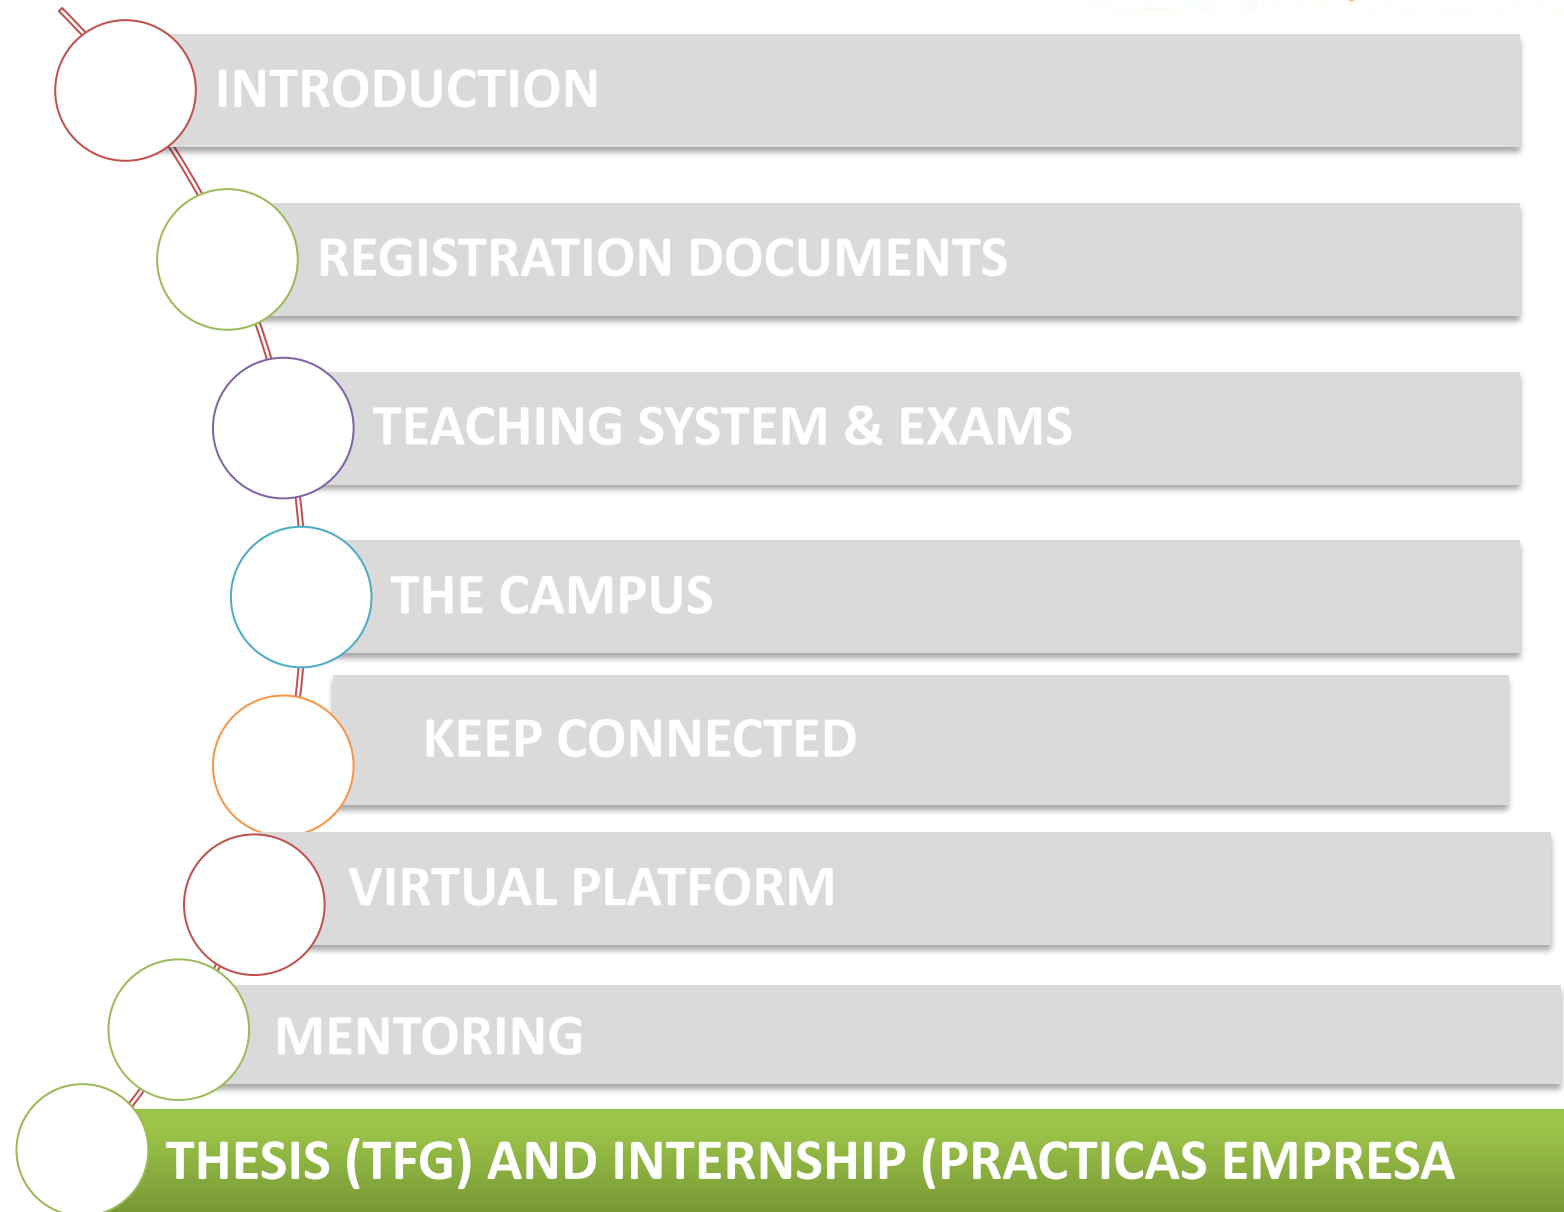 INTRODUCTION
REGISTRATION DOCUMENTS
TEACHING SYSTEM & EXAMS
THE CAMPUS
KEEP CONNECTED
VIRTUAL PLATFORM
MENTORING
THESIS (TFG) AND INTERNSHIP (PRACTICAS EMPRESA